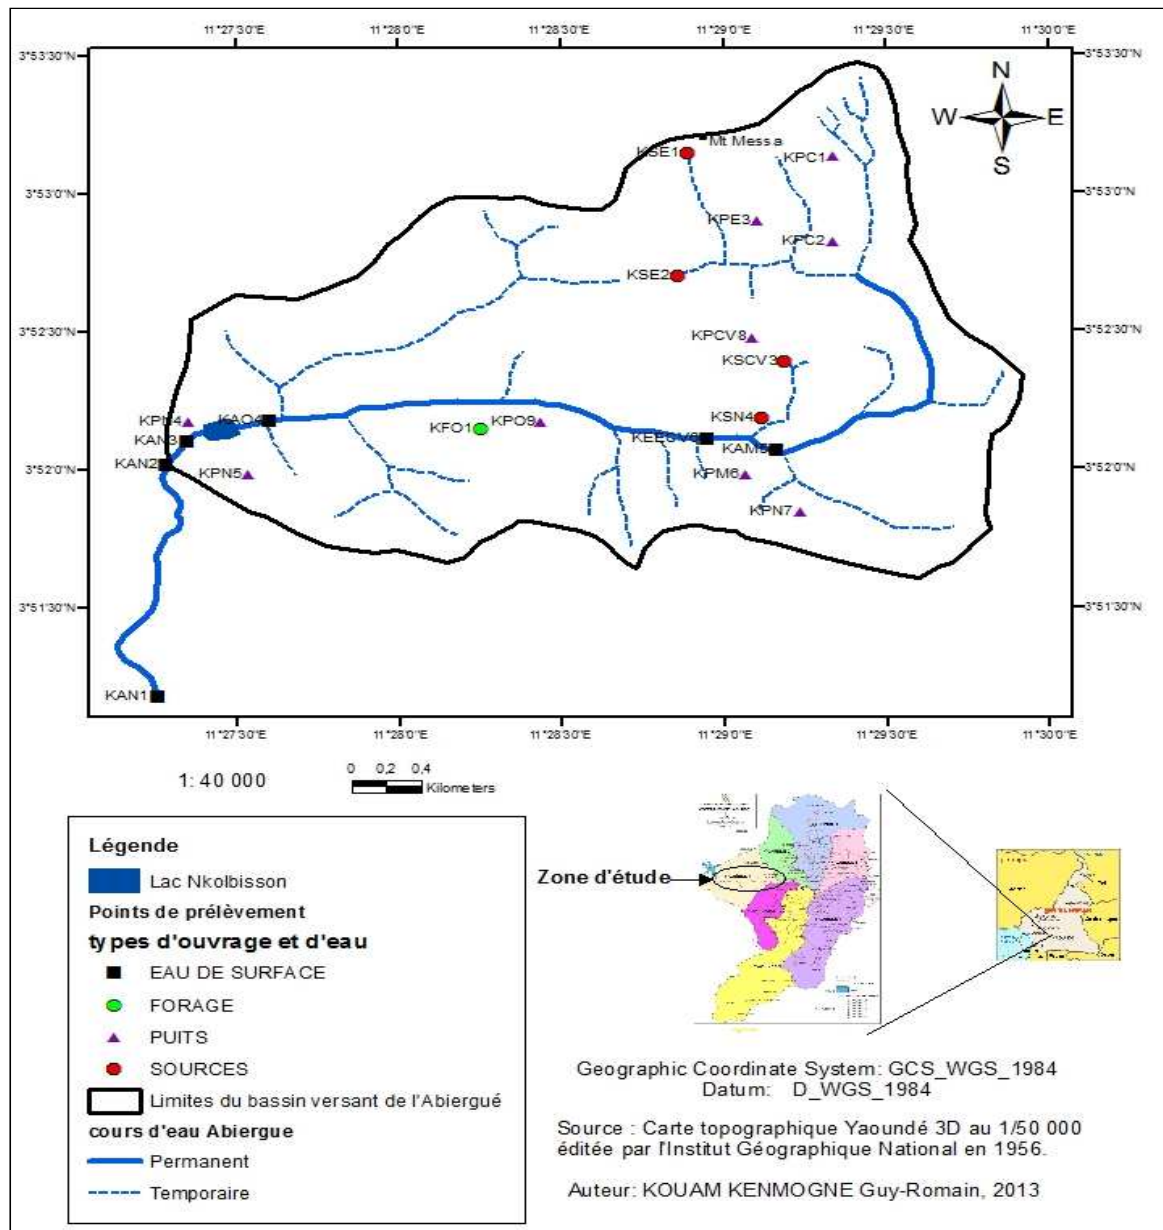 11°27'30"E 11°28'0"E 11°28'30"E 11°29'0"E 11°29'30"E 11°30'0"E
3°53'30"N 3°53'30"N
N
W E
S
Mt Messa
KSE1
KPC1
3°53'0"N 3°53'0"N
KPE3
KPC2
KSE2
3°52'30"N 3°52'30"N
KPCV8
KSCV3
KPN4 KAO4 KPO9 KSN4
KFO1
KAN3 KEECV6
KAM5
KAN2 3°52'0"N 3°52'0"N
KPN5 KPM6
KPN7
3°51'30"N 3°51'30"N
KAN1
11°27'30"E 11°28'0"E 11°28'30"E 11°29'0"E 11°29'30"E 11°30'0"E
1: 40 000
0 0,2 0,4
Kilometers
Légende
Lac Nkolbisson
Points de prélèvement
types d'ouvrage et d'eau
EAU DE SURFACE
FORAGE
PUITS
SOURCES
Limites du bassin versant de l'Abiergué
cours d'eau Abiergue
Permanent
Temporaire
Zone d'étude
Geographic Coordinate System: GCS_WGS_1984
Datum: D_WGS_1984
Source : Carte topographique Yaoundé 3D au 1/50 000
éditée par l'Institut Géographique National en 1956.
Auteur: KOUAM KENMOGNE Guy-Romain, 2013